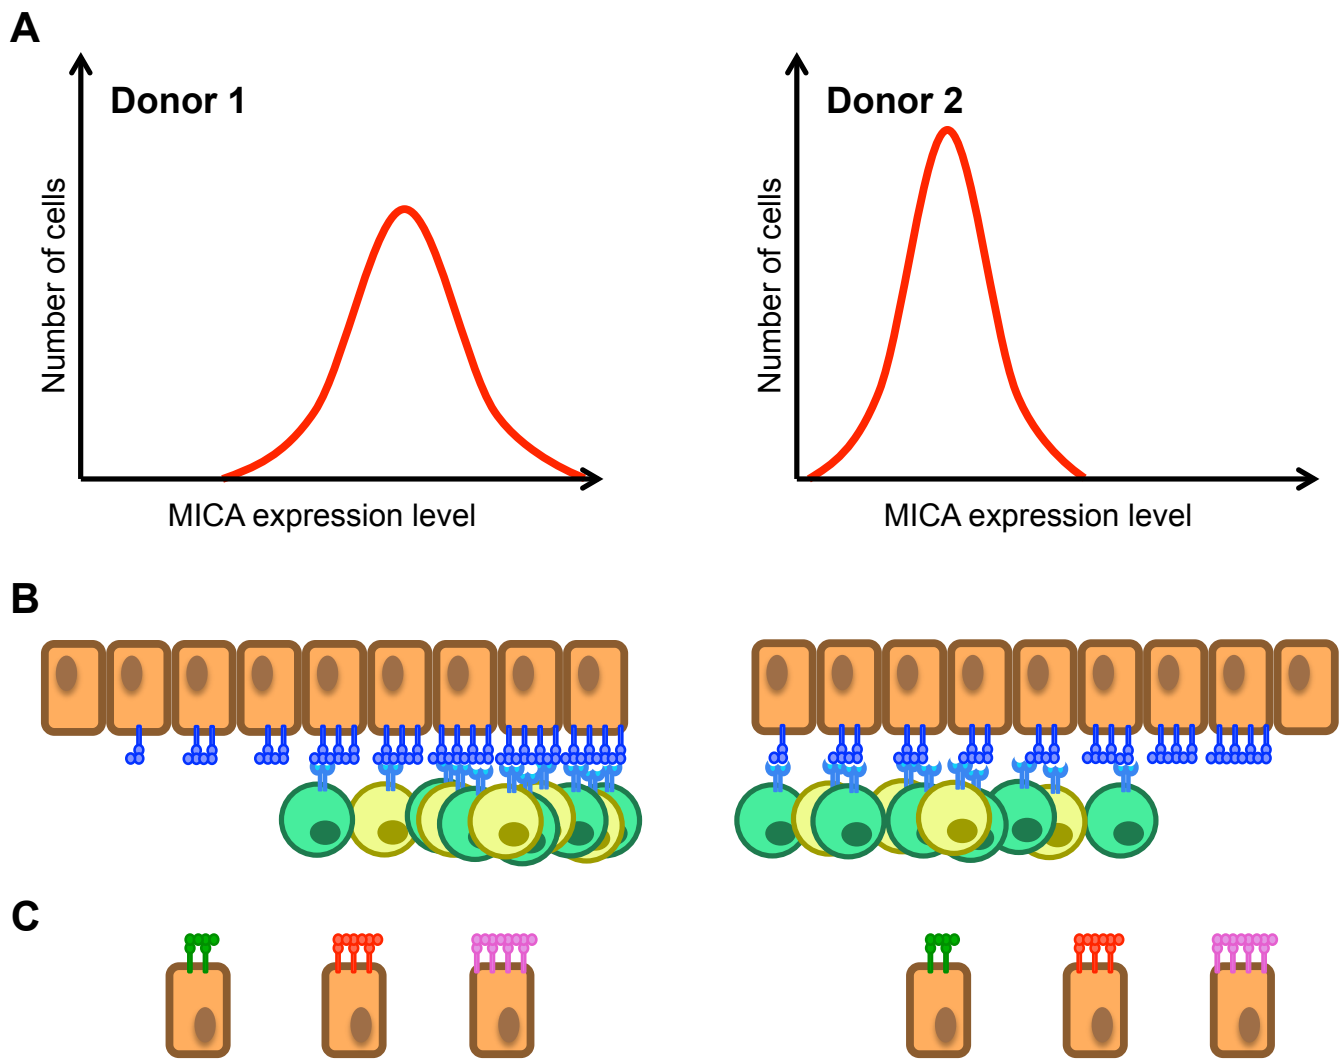 A
Donor 1
Donor 2
Number of cells
Number of cells
MICA expression level
MICA expression level
B
C